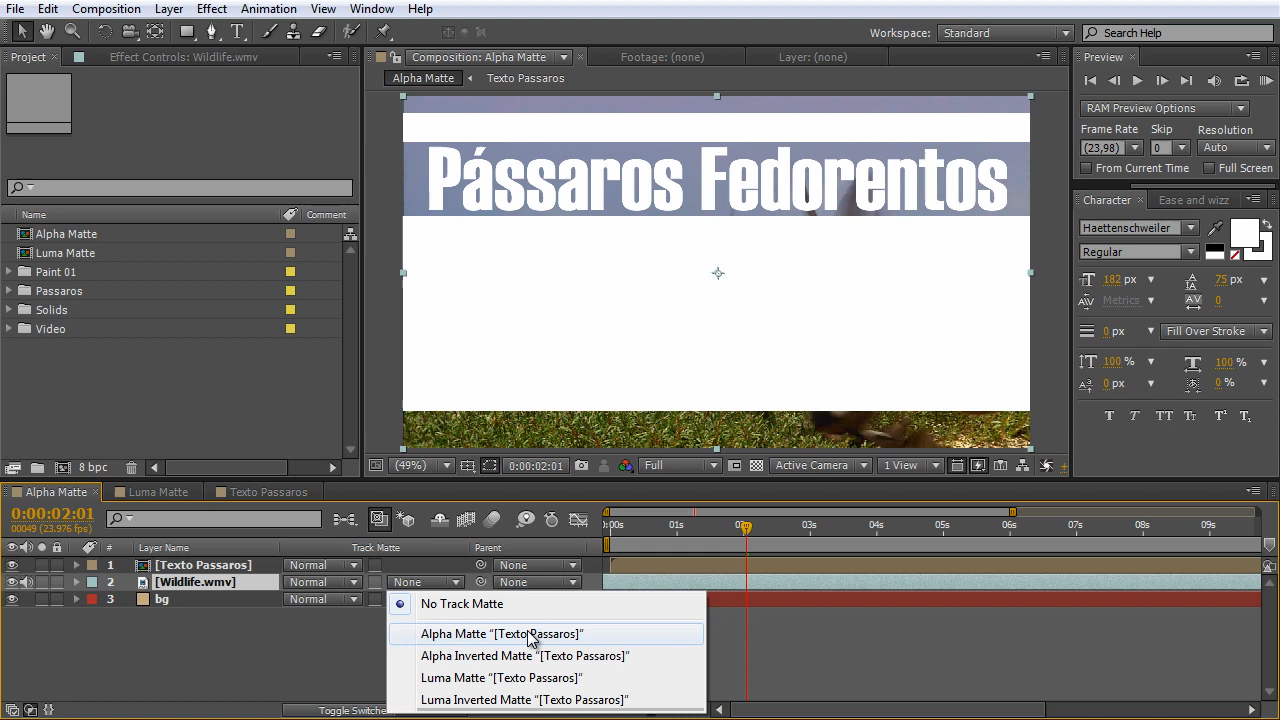 File Edit Composition Layer Effect Animation View Window Help
Workspace: Standard Search Help
Project Effect Controls: Wildlife.wmv Composition: Alpha Matte Footage: (none) Layer: (none) Preview
Alpha Matte Texto Passaros
RAM Preview Options
Frame Rate Skip Resolution
(23,98) 0 Auto
From Current Time Full Screen
Pássaros Fedorentos
Character Ease and wizz
Haettenschweiler
Regular
182 px 75 px
Metrics 0
0 px Fill Over Stroke
100 % 100 %
0 px 0 %
T T TT Tt T¹ T₁
Name Comment
Alpha Matte
Luma Matte
Paint 01
Passaros
Solids
Video
8 bpc (49%) 0:00:02:01 Full Active Camera 1 View
Alpha Matte Luma Matte Texto Passaros
0:00:02:01
00049 (23.976 fps)
:00s 01s 02s 03s 04s 05s 06s 07s 08s 09s
# Layer Name Track Matte Parent
1 [Texto Passaros] Normal None
2 [Wildlife.wmv] Normal None None
3 bg Normal
No Track Matte
Alpha Matte "[Texto Passaros]"
Alpha Inverted Matte "[Texto Passaros]"
Luma Matte "[Texto Passaros]"
Luma Inverted Matte "[Texto Passaros]"
Toggle Switche